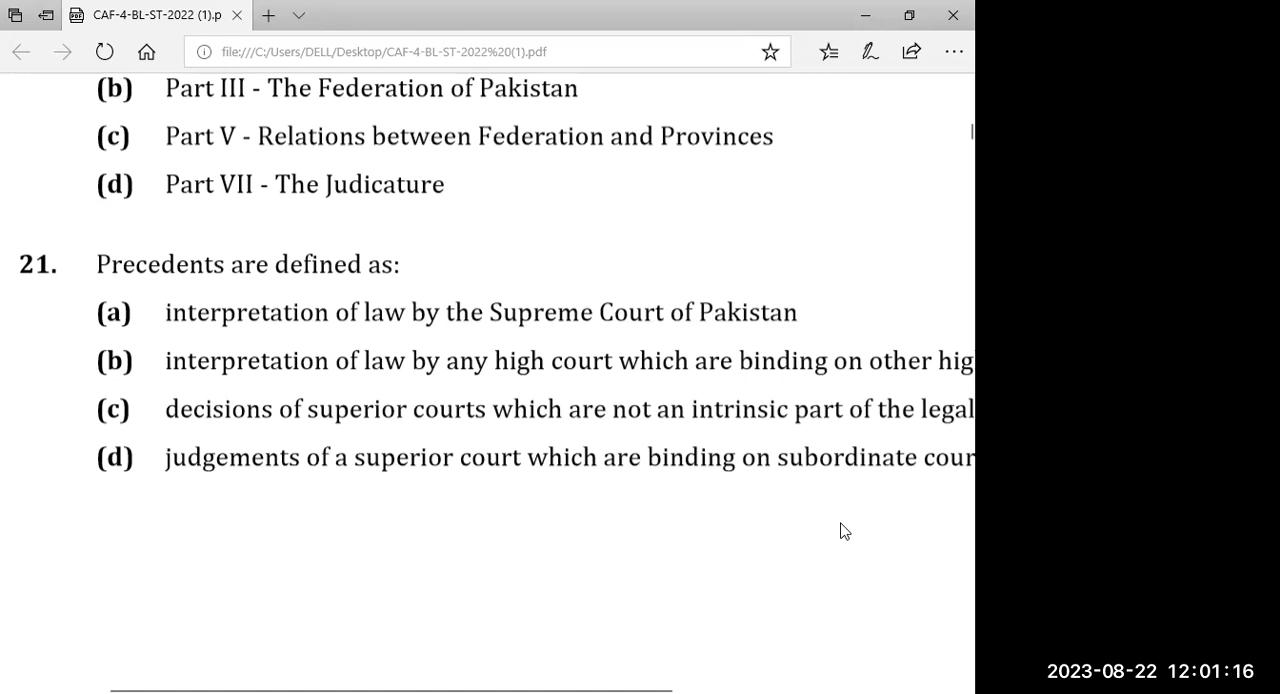 CAF-4-BL-ST-2022 (1).p
file:///C:/Users/DELL/Desktop/CAF-4-BL-ST-2022%20(1).pdf
(b) Part III - The Federation of Pakistan
(c) Part V - Relations between Federation and Provinces
(d) Part VII - The Judicature
21. Precedents are defined as:
(a) interpretation of law by the Supreme Court of Pakistan
(b) interpretation of law by any high court which are binding on other hig
(c) decisions of superior courts which are not an intrinsic part of the legal
(d) judgements of a superior court which are binding on subordinate cour
2023-08-22 12:01:16